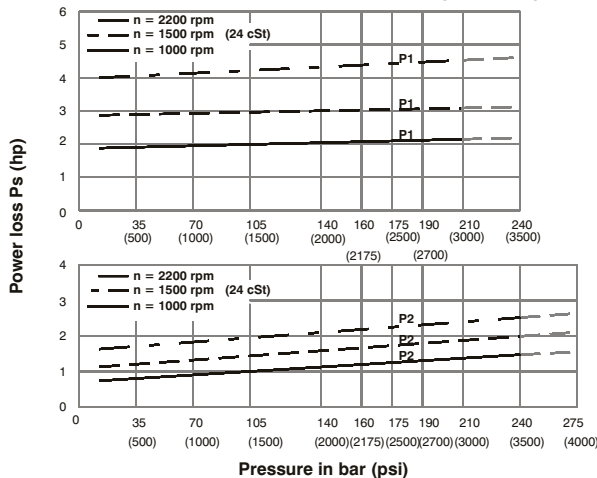 Power loss Ps (hp)
n = 2200 rpm
n = 1500 rpm (24 cSt)
n = 1000 rpm
6
5
4
3
2
1
0
P1
P1
P1
0 35 70 105 140 160 175 190 210 240
(500) (1000) (1500) (2000) (2500) (3000) (3500)
(2175) (2700)
n = 2200 rpm
n = 1500 rpm (24 cSt)
n = 1000 rpm
4
3
2
1
0
P2
P2
P2
0 35 70 105 140 160 175 190 210 240 275
(500) (1000) (1500) (2000)(2175)(2500)(2700)(3000) (3500) (4000)
Pressure in bar (psi)